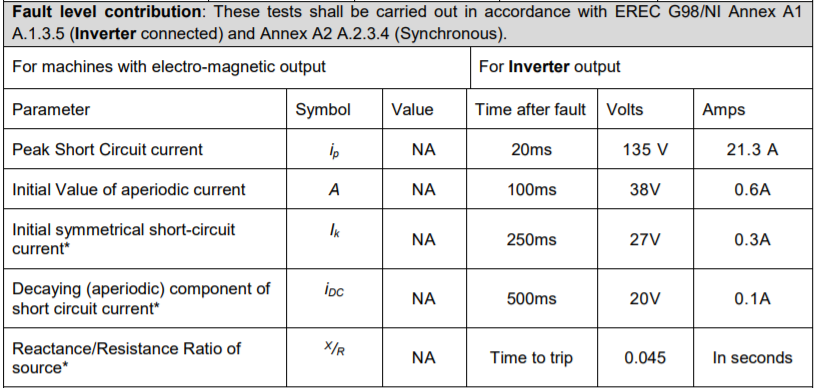 Fault level contribution: These tests shall be carried out in accordance with EREC G98/NI Annex A1
A.1.3.5 (Inverter connected) and Annex A2 A.2.3.4 (Synchronous).
For machines with electro-magnetic output For Inverter output
Parameter Symbol Value Time after fault Volts Amps
Peak Short Circuit current ip NA 20ms 135 V 21.3 A
Initial Value of aperiodic current A NA 100ms 38V 0.6A
Initial symmetrical short-circuit
current* Ik NA 250ms 27V 0.3A
Decaying (aperiodic) component of
short circuit current* iDC NA 500ms 20V 0.1A
Reactance/Resistance Ratio of
source* X/R NA Time to trip 0.045 In seconds